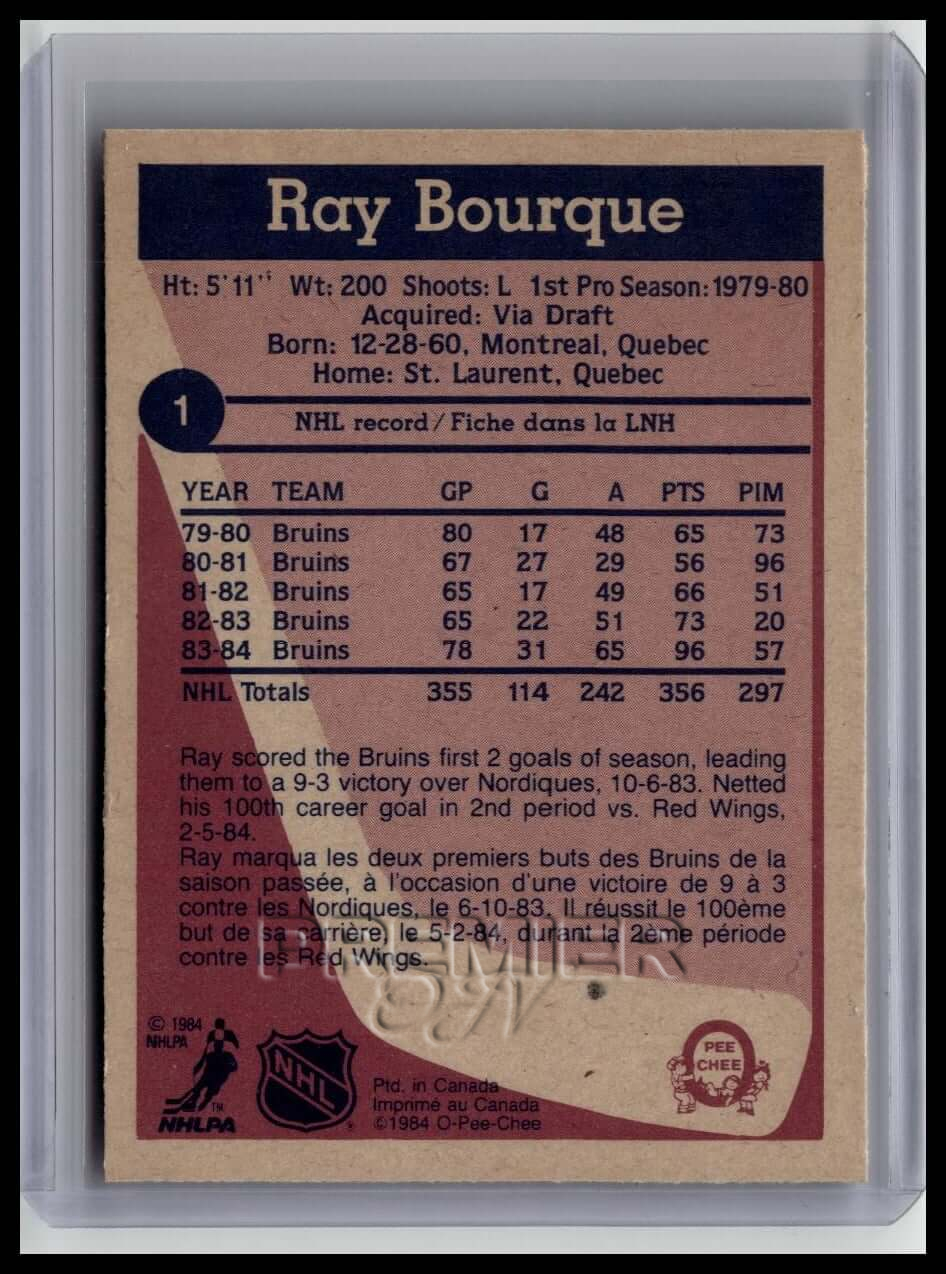 Ray Bourque
Ht: 5'11" Wt: 200 Shoots: L 1st Pro Season: 1979-80
Acquired: Via Draft
Born: 12-28-60, Montreal, Quebec
Home: St. Laurent, Quebec
1
NHL record/Fiche dans la LNH
YEAR TEAM GP G A PTS PIM
79-80 Bruins 80 17 48 65 73
80-81 Bruins 67 27 29 56 96
81-82 Bruins 65 17 49 66 51
82-83 Bruins 65 22 51 73 20
83-84 Bruins 78 31 65 96 57
NHL Totals 355 114 242 356 297
Ray scored the Bruins first 2 goals of season, leading
them to a 9-3 victory over Nordiques, 10-6-83. Netted
his 100th career goal in 2nd period vs. Red Wings,
2-5-84.
Ray marqua les deux premiers buts des Bruins de la
saison passée, à l'occasion d'une victoire de 9 à 3
contre les Nordiques, le 6-10-83. Il réussit le 100ème
but de sa carrière, le 5-2-84, durant la 2ème période
contre les Red Wings.
PREMIER
© 1984
NHLPA
TM
NHLPA
NHL
Ptd. in Canada
Imprimé au Canada
©1984 O-Pee-Chee
O
PEE
CHEE